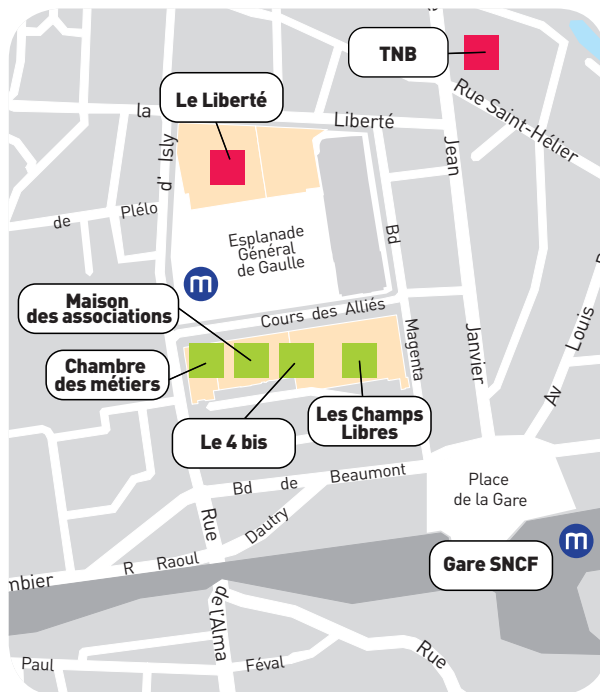 TNB
Le Liberté
la
Liberté
Rue Saint-Hélier
Jean
d' Isly
de Plélo
Esplanade
Général
de Gaulle
Bd
m
Maison
des associations
Cours des Alliés
Magenta
Janvier
Louis
Av
Chambre
des métiers
Le 4 bis
Les Champs
Libres
Bd de Beaumont
Place
de la Gare
Rue
Dautry
R Raoul
m
Gare SNCF
mbier
de l'Alma
Paul Féval
Rue